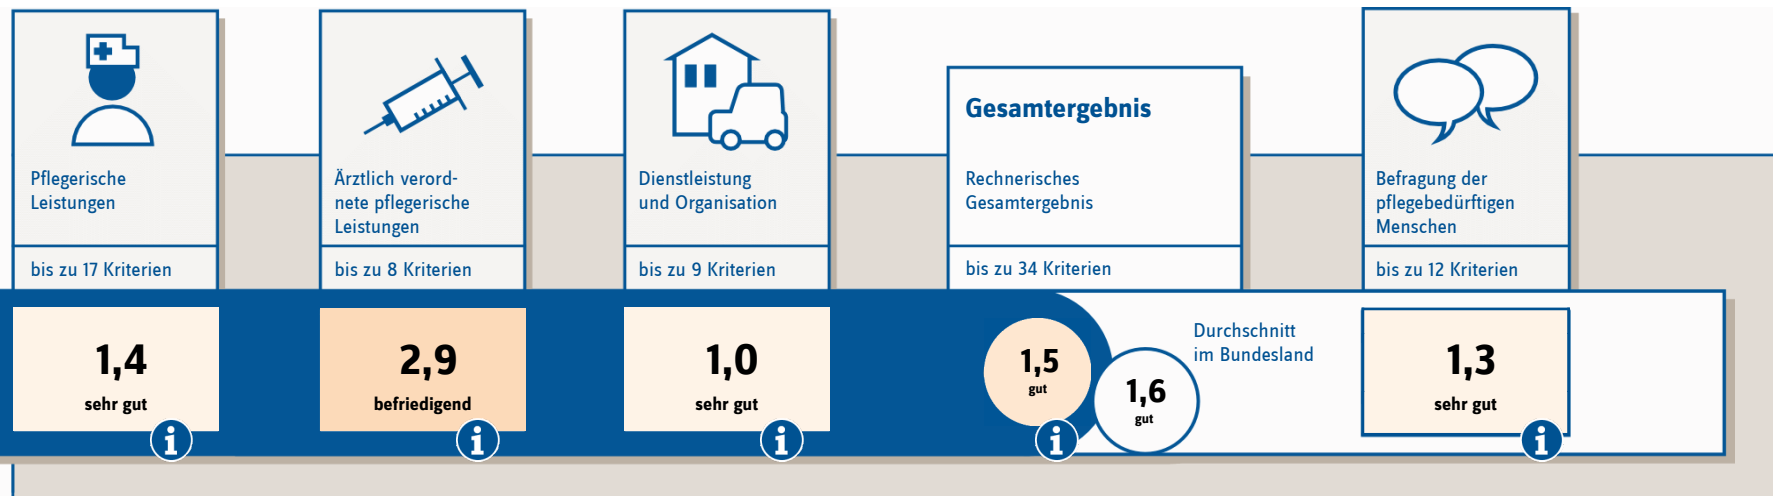 Pflegerische
Leistungen
bis zu 17 Kriterien
1,4
sehr gut
i
Ärztlich verord-
nete pflegerische
Leistungen
bis zu 8 Kriterien
2,9
befriedigend
i
Dienstleistung
und Organisation
bis zu 9 Kriterien
1,0
sehr gut
i
Gesamtergebnis
Rechnerisches
Gesamtergebnis
bis zu 34 Kriterien
1,5
gut
i
1,6
gut
Durchschnitt
im Bundesland
Befragung der
pflegebedürftigen
Menschen
bis zu 12 Kriterien
1,3
sehr gut
i